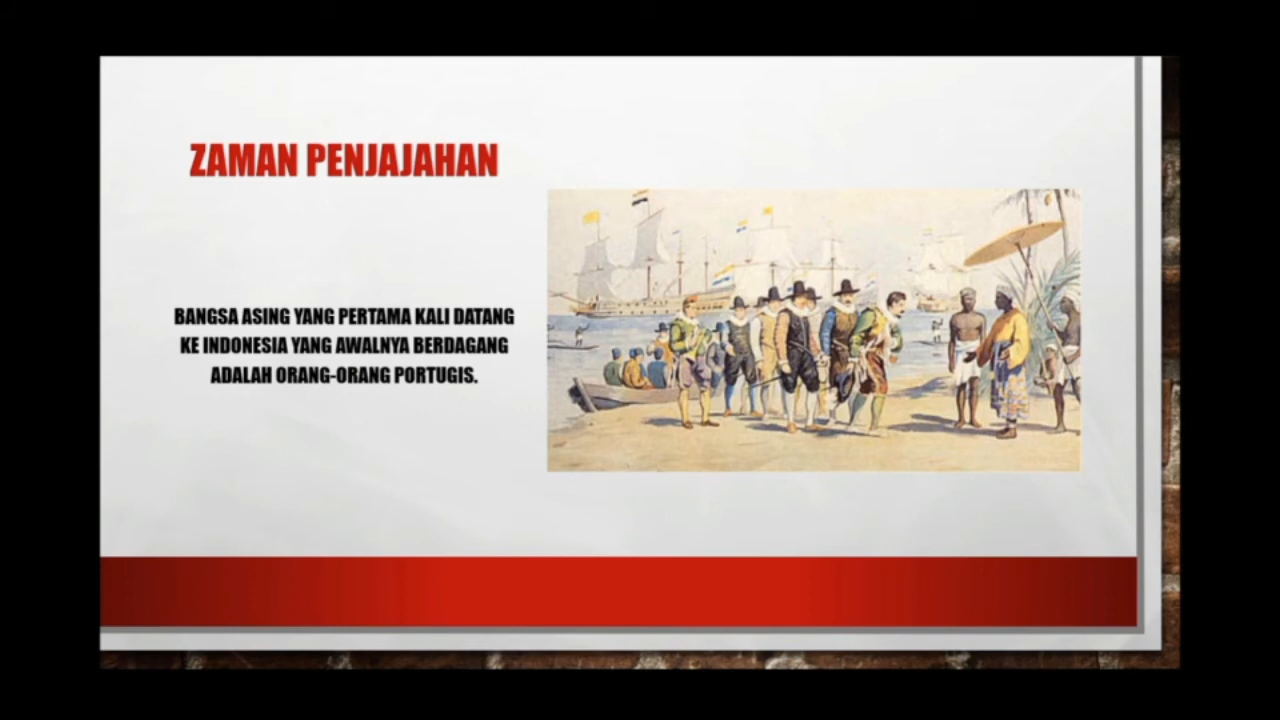 ZAMAN PENJAJAHAN
BANGSA ASING YANG PERTAMA KALI DATANG
KE INDONESIA YANG AWALNYA BERDAGANG
ADALAH ORANG-ORANG PORTUGIS.